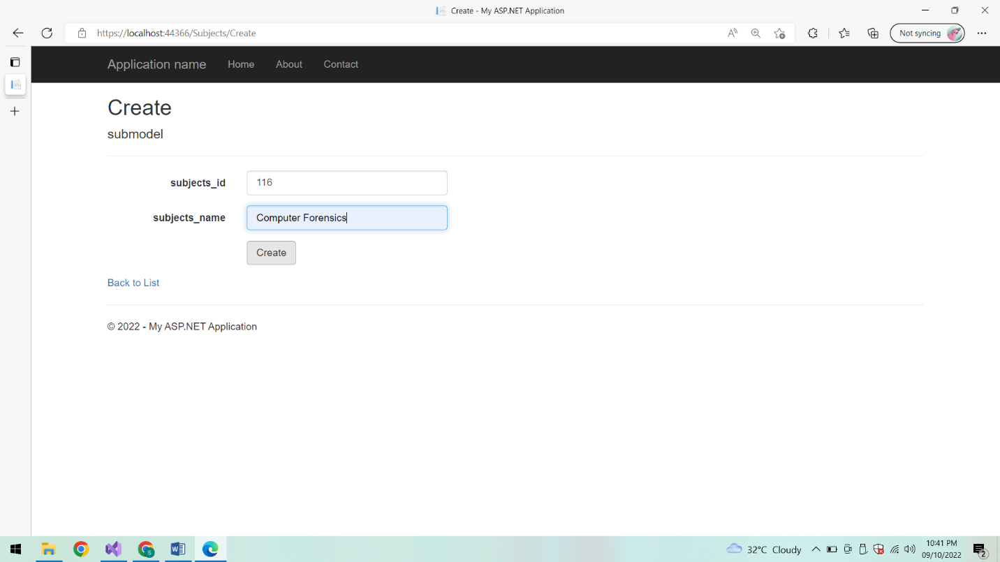 Create - My ASP.NET Application
https://localhost:44366/Subjects/Create
Not syncing
Application name Home About Contact
Create
submodel
subjects_id 116
subjects_name Computer Forensics
Create
Back to List
© 2022 - My ASP.NET Application
32°C Cloudy
10:41 PM
09/10/2022
2